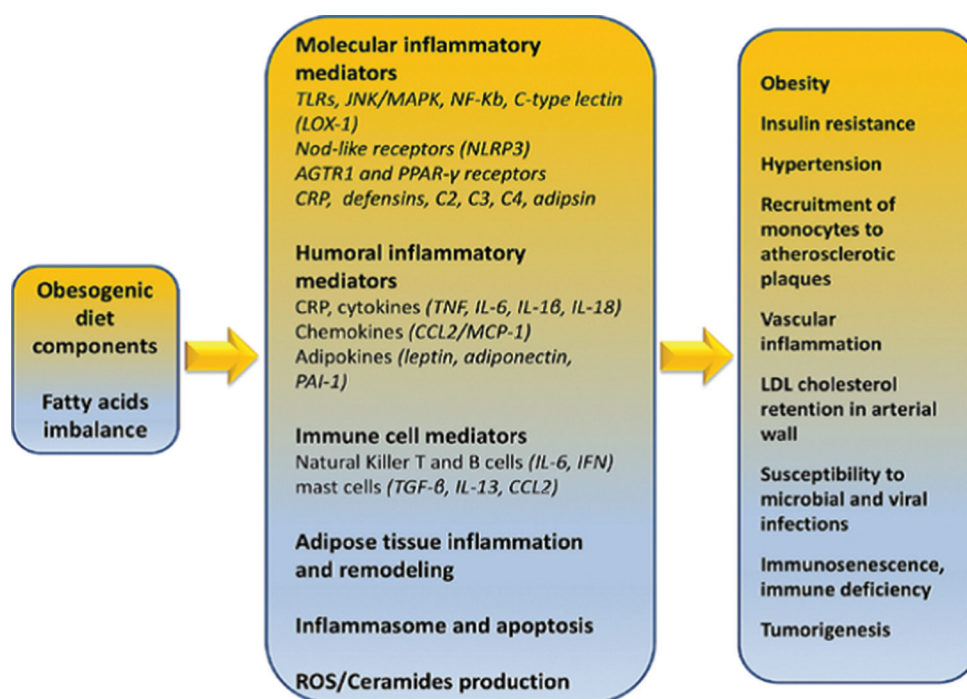 Obesogenic
diet
components
Fatty acids
imbalance
Molecular inflammatory
mediators
TLRs, JNK/MAPK, NF-Kb, C-type lectin
(LOX-1)
Nod-like receptors (NLRP3)
AGTR1 and PPAR-γ receptors
CRP, defensins, C2, C3, C4, adipsin
Humoral inflammatory
mediators
CRP, cytokines (TNF, IL-6, IL-1β, IL-18)
Chemokines (CCL2/MCP-1)
Adipokines (leptin, adiponectin,
PAI-1)
Immune cell mediators
Natural Killer T and B cells (IL-6, IFN)
mast cells (TGF-β, IL-13, CCL2)
Adipose tissue inflammation
and remodeling
Inflammasome and apoptosis
ROS/Ceramides production
Obesity
Insulin resistance
Hypertension
Recruitment of
monocytes to
atherosclerotic
plaques
Vascular
inflammation
LDL cholesterol
retention in arterial
wall
Susceptibility to
microbial and viral
infections
Immunosenescence,
immune deficiency
Tumorigenesis